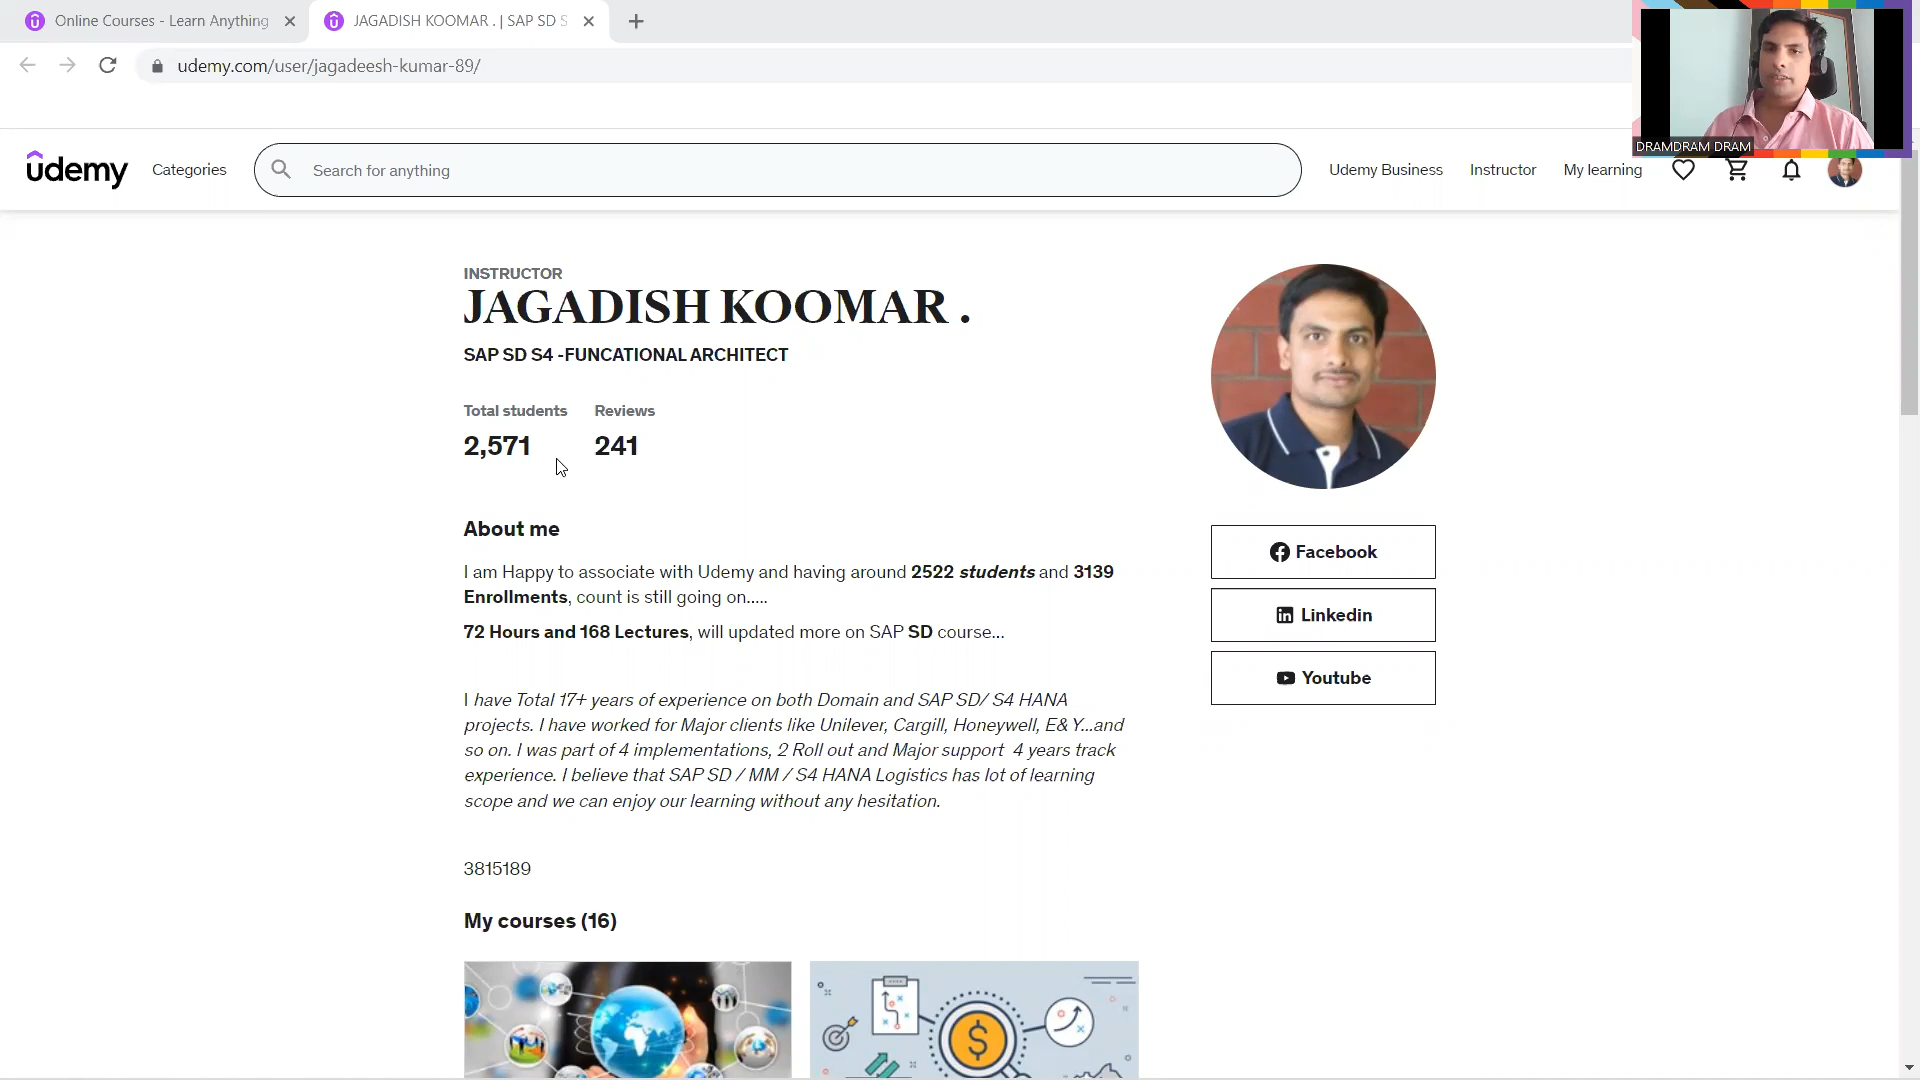 Online Courses - Learn Anything
JAGADISH KOOMAR . | SAP SD S
udemy.com/user/jagadeesh-kumar-89/
DRAMDRAM DRAM
udemy
Categories
Search for anything
Udemy Business
Instructor
My learning
INSTRUCTOR
JAGADISH KOOMAR .
SAP SD S4 -FUNCATIONAL ARCHITECT
Total students
Reviews
2,571
241
About me
I am Happy to associate with Udemy and having around 2522 students and 3139
Enrollments, count is still going on.....
72 Hours and 168 Lectures, will updated more on SAP SD course...
I have Total 17+ years of experience on both Domain and SAP SD/ S4 HANA
projects. I have worked for Major clients like Unilever, Cargill, Honeywell, E& Y...and
so on. I was part of 4 implementations, 2 Roll out and Major support 4 years track
experience. I believe that SAP SD / MM / S4 HANA Logistics has lot of learning
scope and we can enjoy our learning without any hesitation.
3815189
My courses (16)
Facebook
Linkedin
Youtube